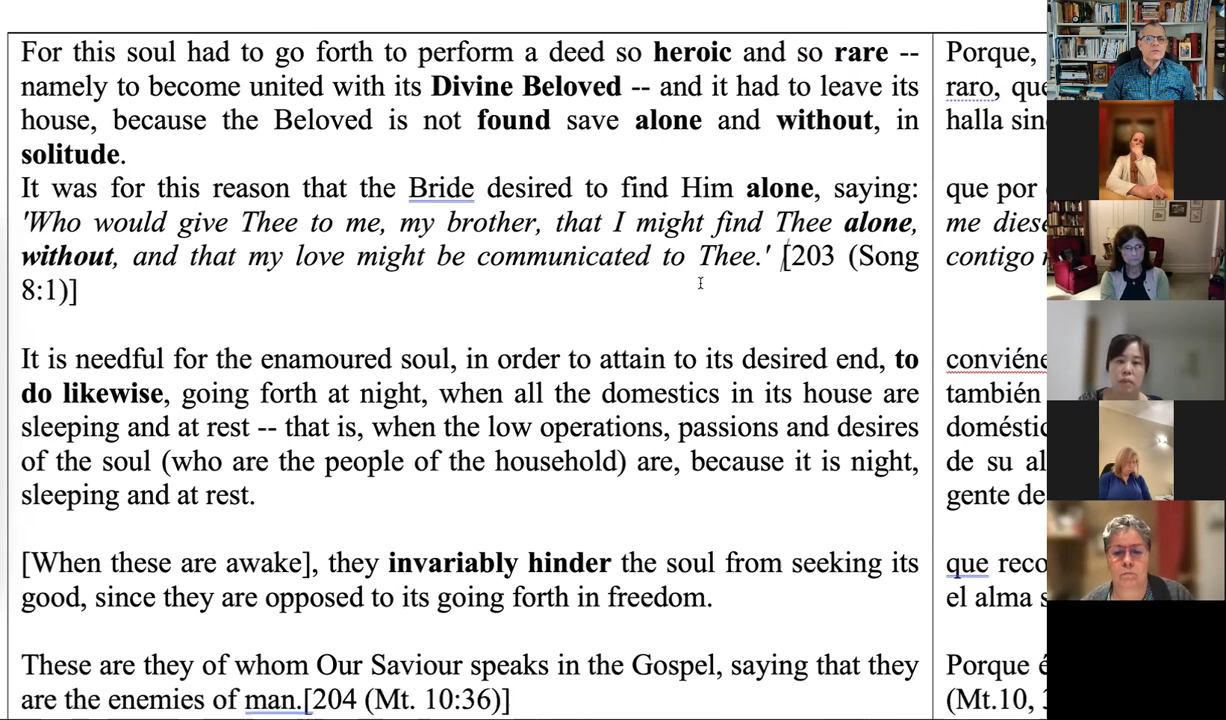 For this soul had to go forth to perform a deed so heroic and so rare --
namely to become united with its Divine Beloved -- and it had to leave its
house, because the Beloved is not found save alone and without, in
solitude.
It was for this reason that the Bride desired to find Him alone, saying:
'Who would give Thee to me, my brother, that I might find Thee alone,
without, and that my love might be communicated to Thee.' [203 (Song
8:1)]
It is needful for the enamoured soul, in order to attain to its desired end, to
do likewise, going forth at night, when all the domestics in its house are
sleeping and at rest -- that is, when the low operations, passions and desires
of the soul (who are the people of the household) are, because it is night,
sleeping and at rest.
[When these are awake], they invariably hinder the soul from seeking its
good, since they are opposed to its going forth in freedom.
These are they of whom Our Saviour speaks in the Gospel, saying that they
are the enemies of man.[204 (Mt. 10:36)]
Porque,
raro, que
halla sin
que por
me diese
contigo
conviéne
también
doméstic
de su al
gente de
que reco
el alma s
Porque é
(Mt.10, 3